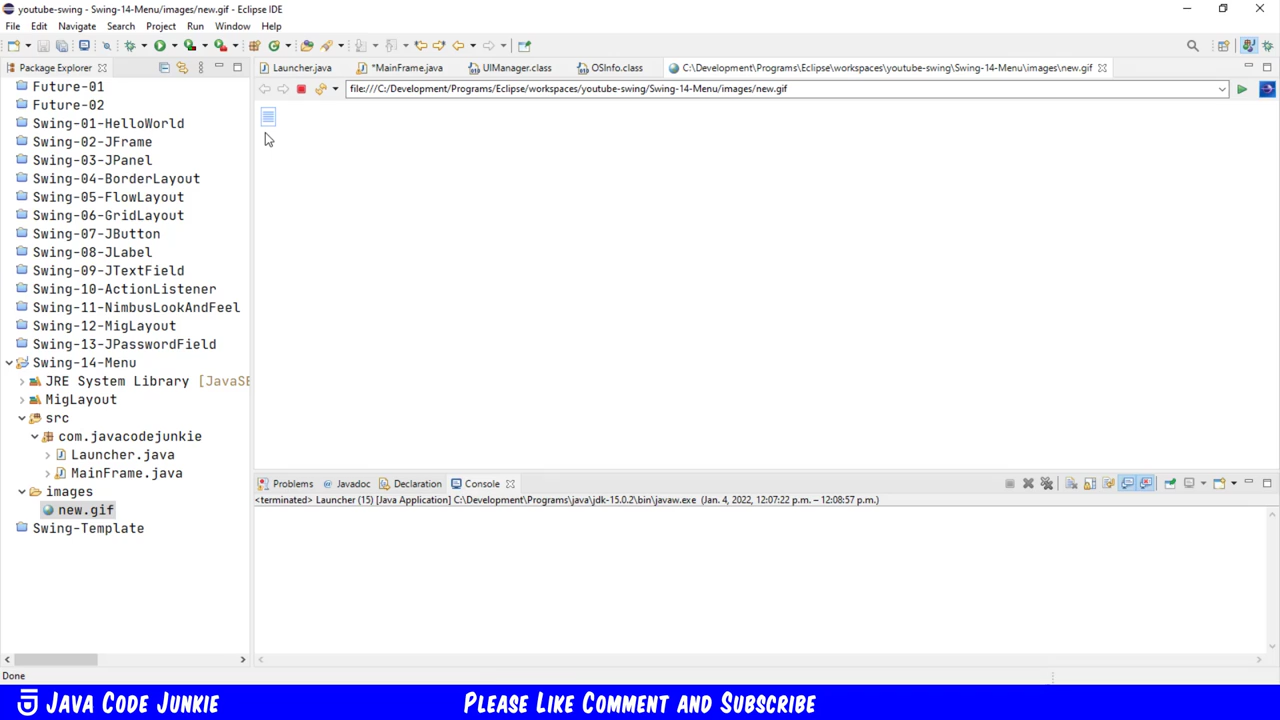 youtube-swing - Swing-14-Menu/images/new.gif - Eclipse IDE
File Edit Navigate Search Project Run Window Help
Package Explorer
Launcher.java
*MainFrame.java
UIManager.class
OSInfo.class
C:\Development\Programs\Eclipse\workspaces\youtube-swing\Swing-14-Menu\images\new.gif
file:///C:/Development/Programs/Eclipse/workspaces/youtube-swing/Swing-14-Menu/images/new.gif
Future-01
Future-02
Swing-01-HelloWorld
Swing-02-JFrame
Swing-03-JPanel
Swing-04-BorderLayout
Swing-05-FlowLayout
Swing-06-GridLayout
Swing-07-JButton
Swing-08-JLabel
Swing-09-JTextField
Swing-10-ActionListener
Swing-11-NimbusLookAndFeel
Swing-12-MigLayout
Swing-13-JPasswordField
Swing-14-Menu
JRE System Library [JavaSE
MigLayout
src
com.javacodejunkie
Launcher.java
MainFrame.java
images
new.gif
Swing-Template
Problems
Javadoc
Declaration
Console
<terminated> Launcher (15) [Java Application] C:\Development\Programs\java\jdk-15.0.2\bin\javaw.exe (Jan. 4, 2022, 12:07:22 p.m. – 12:08:57 p.m.)
Done
JAVA CODE JUNKIE
PLEASE LIKE COMMENT AND SUBSCRIBE